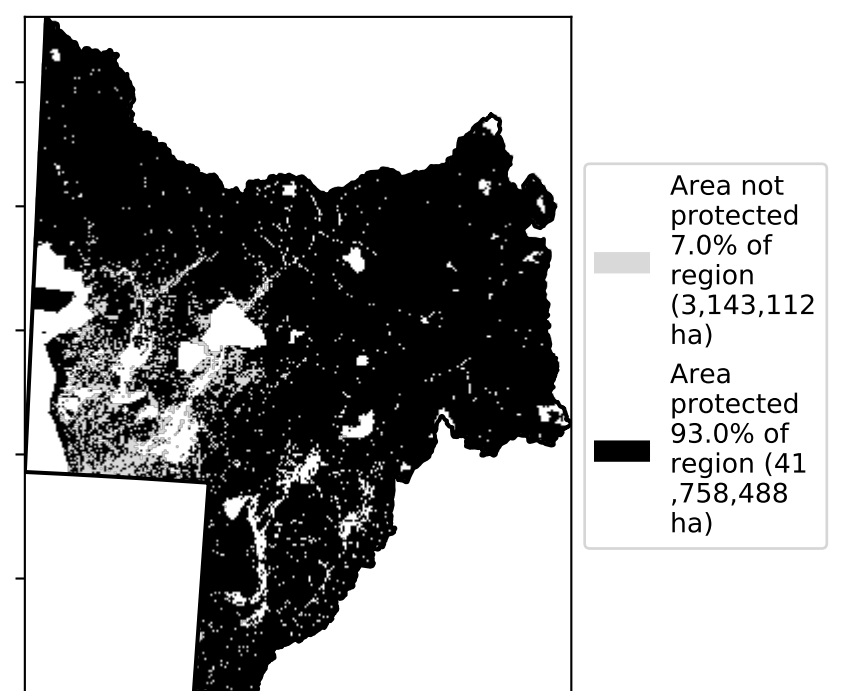 Area not
protected
7.0% of
region
(3,143,112
ha)
Area
protected
93.0% of
region (41
,758,488
ha)